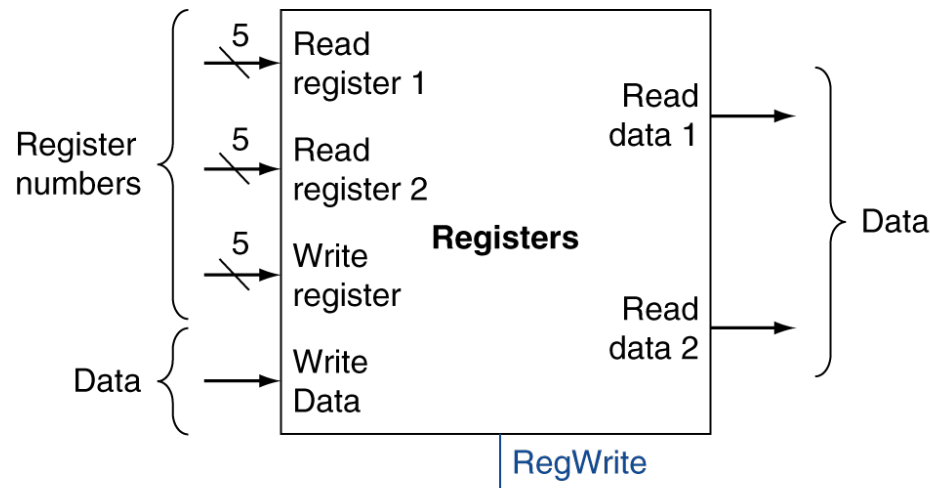 Register
numbers
Data
5
5
5
Read
register 1
Read
register 2
Write
register
Write
Data
Registers
Read
data 1
Read
data 2
Data
RegWrite